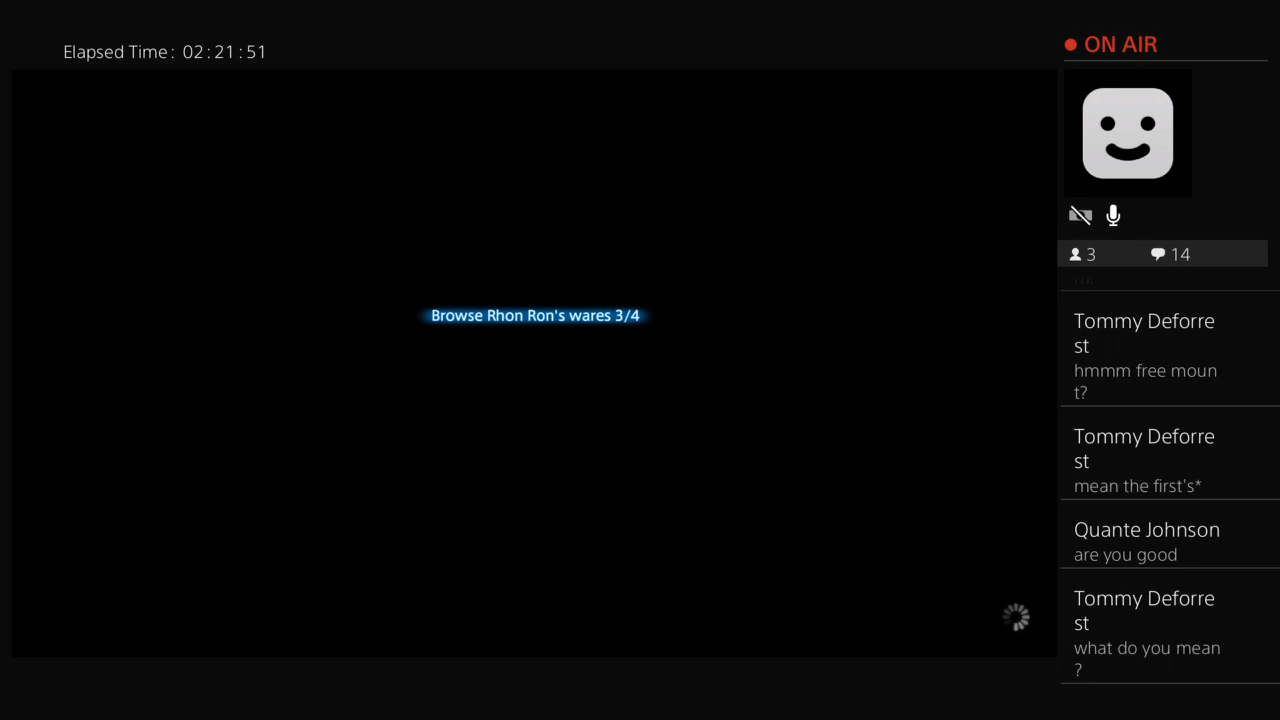 Elapsed Time: 02:21:51
ON AIR
Browse Rhon Ron's wares 3/4
3
14
Tommy Deforre
st
hmmm free moun
t?
Tommy Deforre
st
mean the first's*
Quante Johnson
are you good
Tommy Deforre
st
what do you mean
?